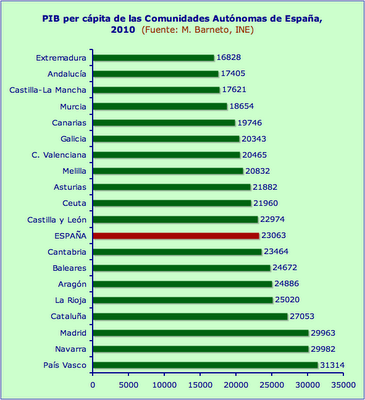 PIB per cápita de las Comunidades Autónomas de España,
2010 (Fuente: M. Barneto, INE)
Extremadura 16828
Andalucía 17405
Castilla-La Mancha 17621
Murcia 18654
Canarias 19746
Galicia 20343
C. Valenciana 20465
Melilla 20832
Asturias 21882
Ceuta 21960
Castilla y León 22974
ESPAÑA 23063
Cantabria 23464
Baleares 24672
Aragón 24886
La Rioja 25020
Cataluña 27053
Madrid 29963
Navarra 29982
País Vasco 31314
0 5000 10000 15000 20000 25000 30000 35000